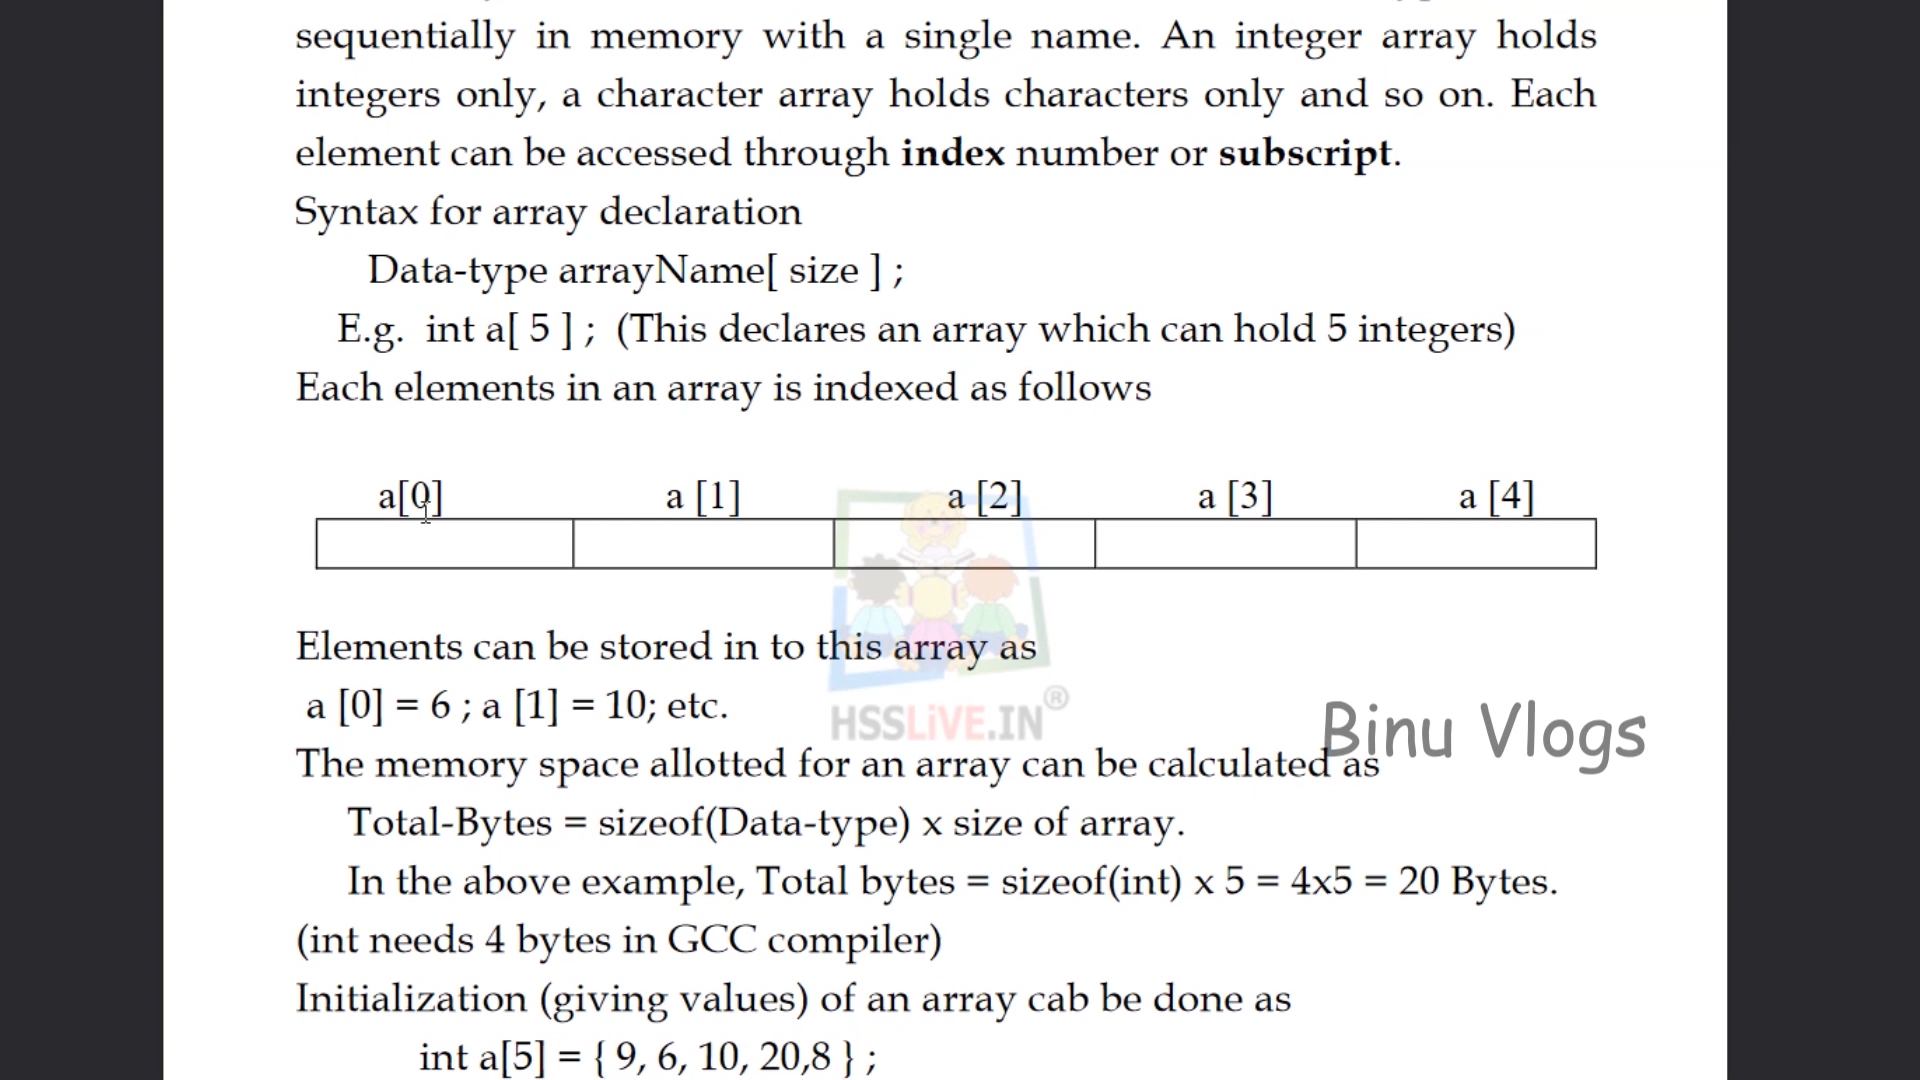 sequentially in memory with a single name. An integer array holds
integers only, a character array holds characters only and so on. Each
element can be accessed through index number or subscript.
Syntax for array declaration
Data-type arrayName[ size ] ;
E.g. int a[ 5 ] ; (This declares an array which can hold 5 integers)
Each elements in an array is indexed as follows
a[0] a [1] a [2] a [3] a [4]
Elements can be stored in to this array as
a [0] = 6 ; a [1] = 10; etc.
HSSLiVE.IN®
Binu Vlogs
The memory space allotted for an array can be calculated as
Total-Bytes = sizeof(Data-type) x size of array.
In the above example, Total bytes = sizeof(int) x 5 = 4x5 = 20 Bytes.
(int needs 4 bytes in GCC compiler)
Initialization (giving values) of an array cab be done as
int a[5] = { 9, 6, 10, 20,8 } ;